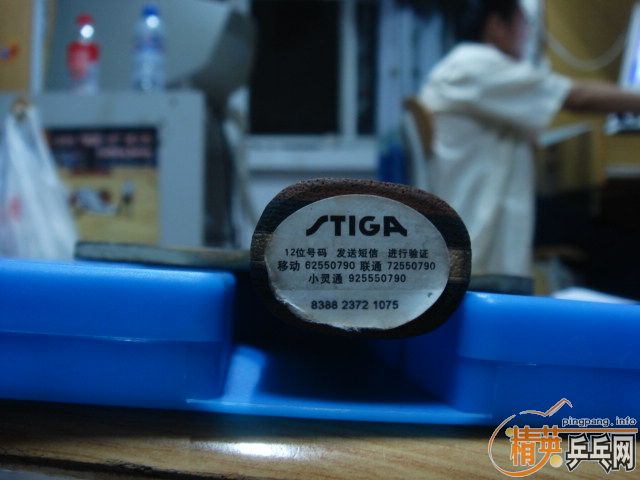 STIGA
12位号码 发送短信 进行验证
移动 62550790 联通 72550790
小灵通 925550790
8388 2372 1075
pingpang.info
精英乒乓网